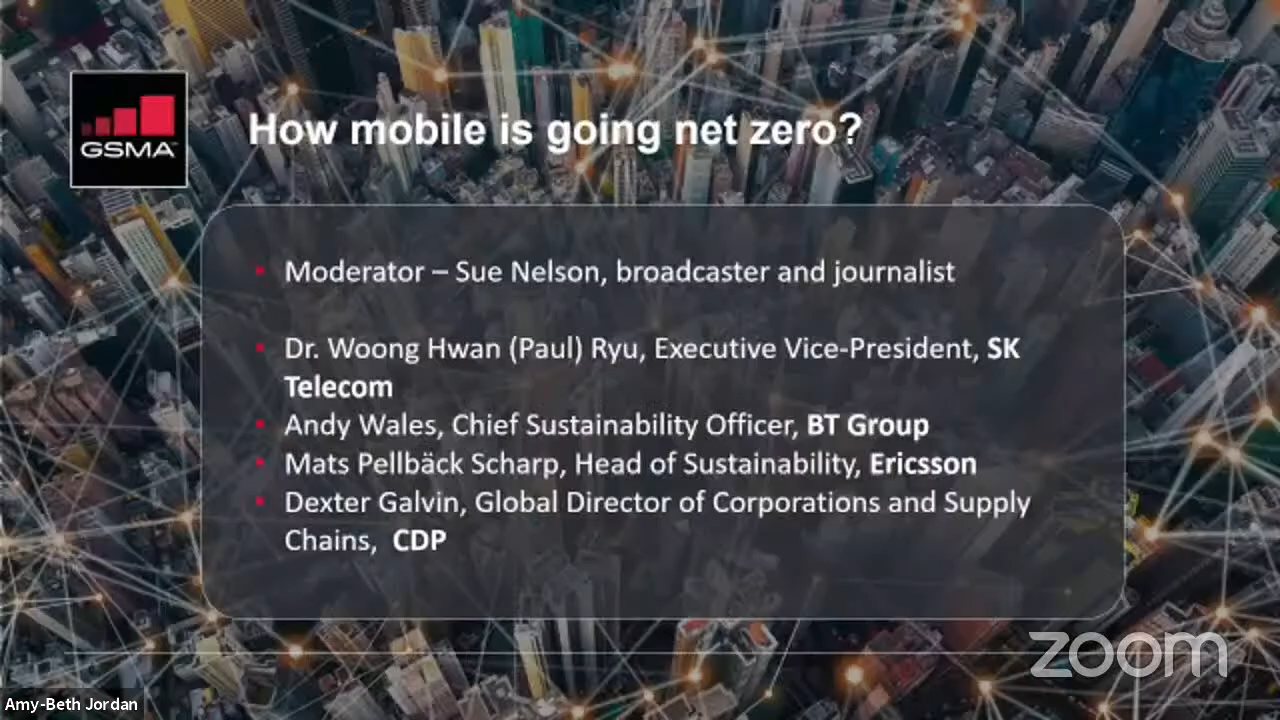 GSMA™
How mobile is going net zero?
▪ Moderator – Sue Nelson, broadcaster and journalist
▪ Dr. Woong Hwan (Paul) Ryu, Executive Vice-President, SK
Telecom
▪ Andy Wales, Chief Sustainability Officer, BT Group
▪ Mats Pellbäck Scharp, Head of Sustainability, Ericsson
▪ Dexter Galvin, Global Director of Corporations and Supply
Chains, CDP
zoom
Amy-Beth Jordan